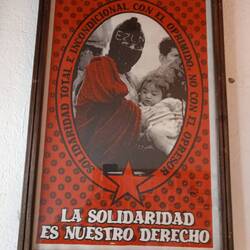 SOLIDARIDAD TOTAL E INCONDICIONAL CON EL OPRIMIDO, NO CON EL OPRESOR
EZLN
LA SOLIDARIDAD
ES NUESTRO DERECHO